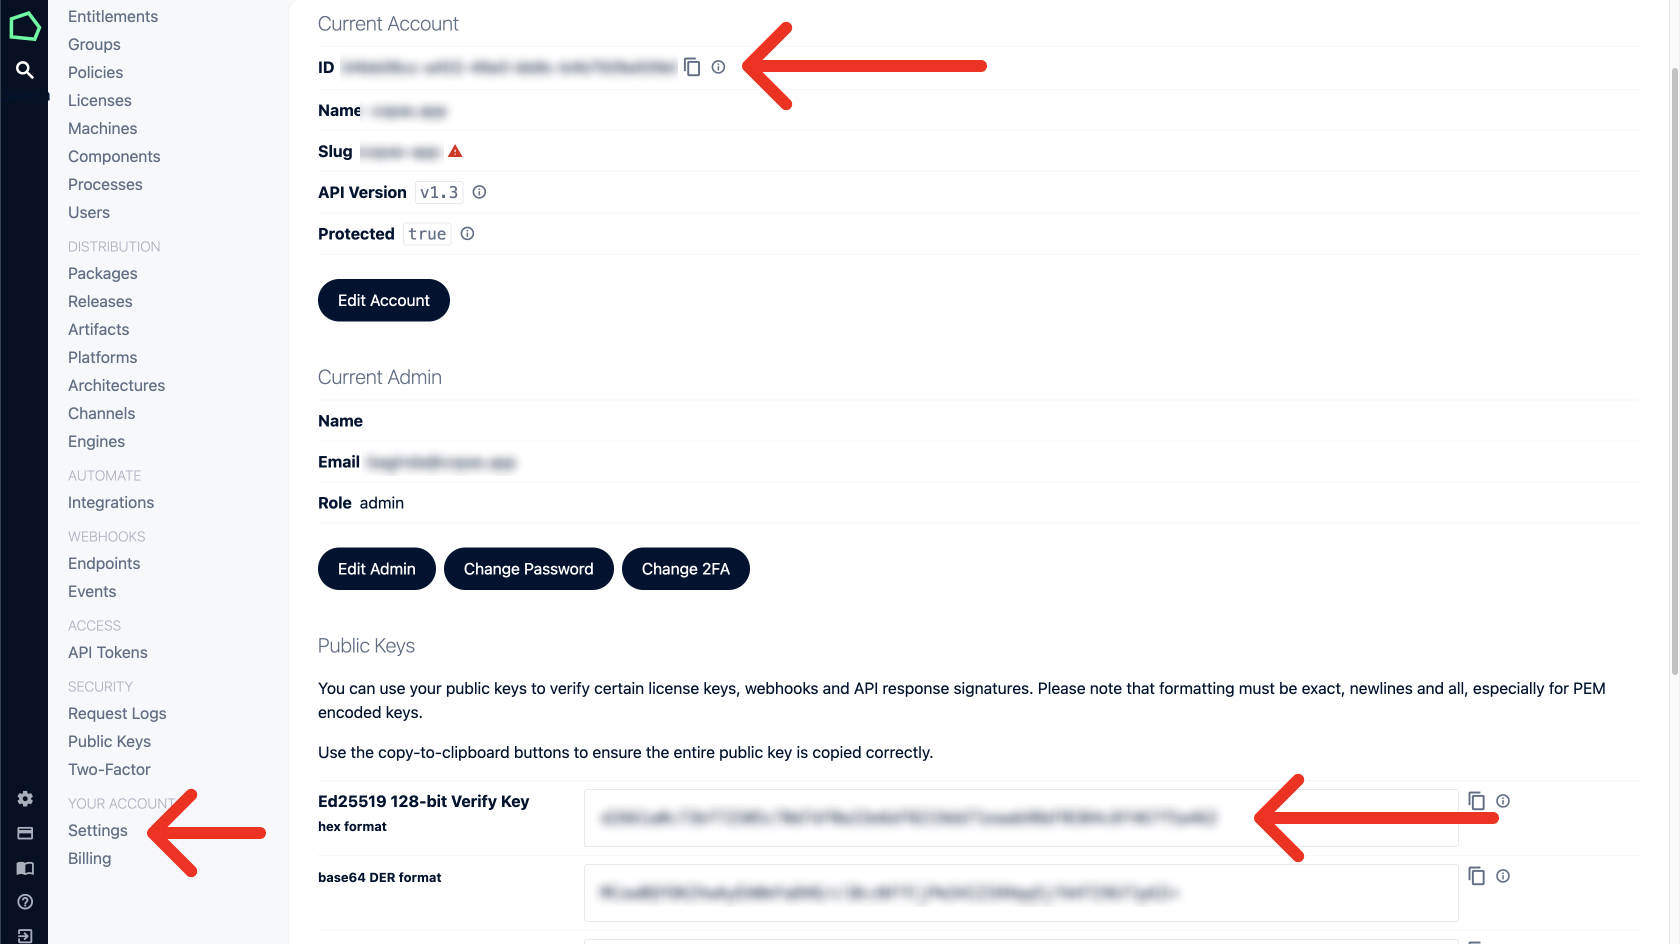 Entitlements
Groups
Policies
Licenses
Machines
Components
Processes
Users
DISTRIBUTION
Packages
Releases
Artifacts
Platforms
Architectures
Channels
Engines
AUTOMATE
Integrations
WEBHOOKS
Endpoints
Events
ACCESS
API Tokens
SECURITY
Request Logs
Public Keys
Two-Factor
YOUR ACCOUNT
Settings
Billing
Current Account
ID
Name
Slug
API Version v1.3
Protected true
Edit Account
Current Admin
Name
Email
Role admin
Edit Admin Change Password Change 2FA
Public Keys
You can use your public keys to verify certain license keys, webhooks and API response signatures. Please note that formatting must be exact, newlines and all, especially for PEM
encoded keys.
Use the copy-to-clipboard buttons to ensure the entire public key is copied correctly.
Ed25519 128-bit Verify Key
hex format
base64 DER format